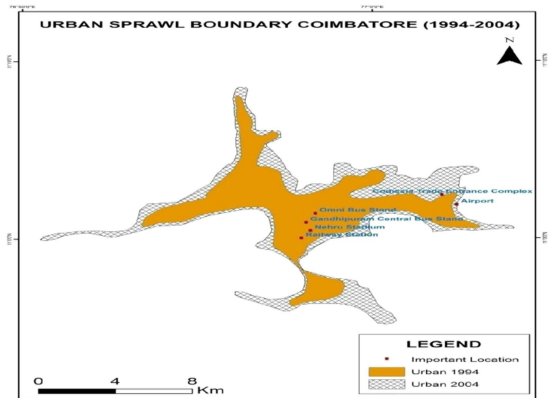 URBAN SPRAWL BOUNDARY COIMBATORE (1994-2004)
N
Codissia Trade Entrance Complex
Airport
Omni Bus Stand
Gandhipuram Central Bus Stand
Nehru Stadium
Railway Station
LEGEND
Important Location
Urban 1994
Urban 2004
0 4 8
Km